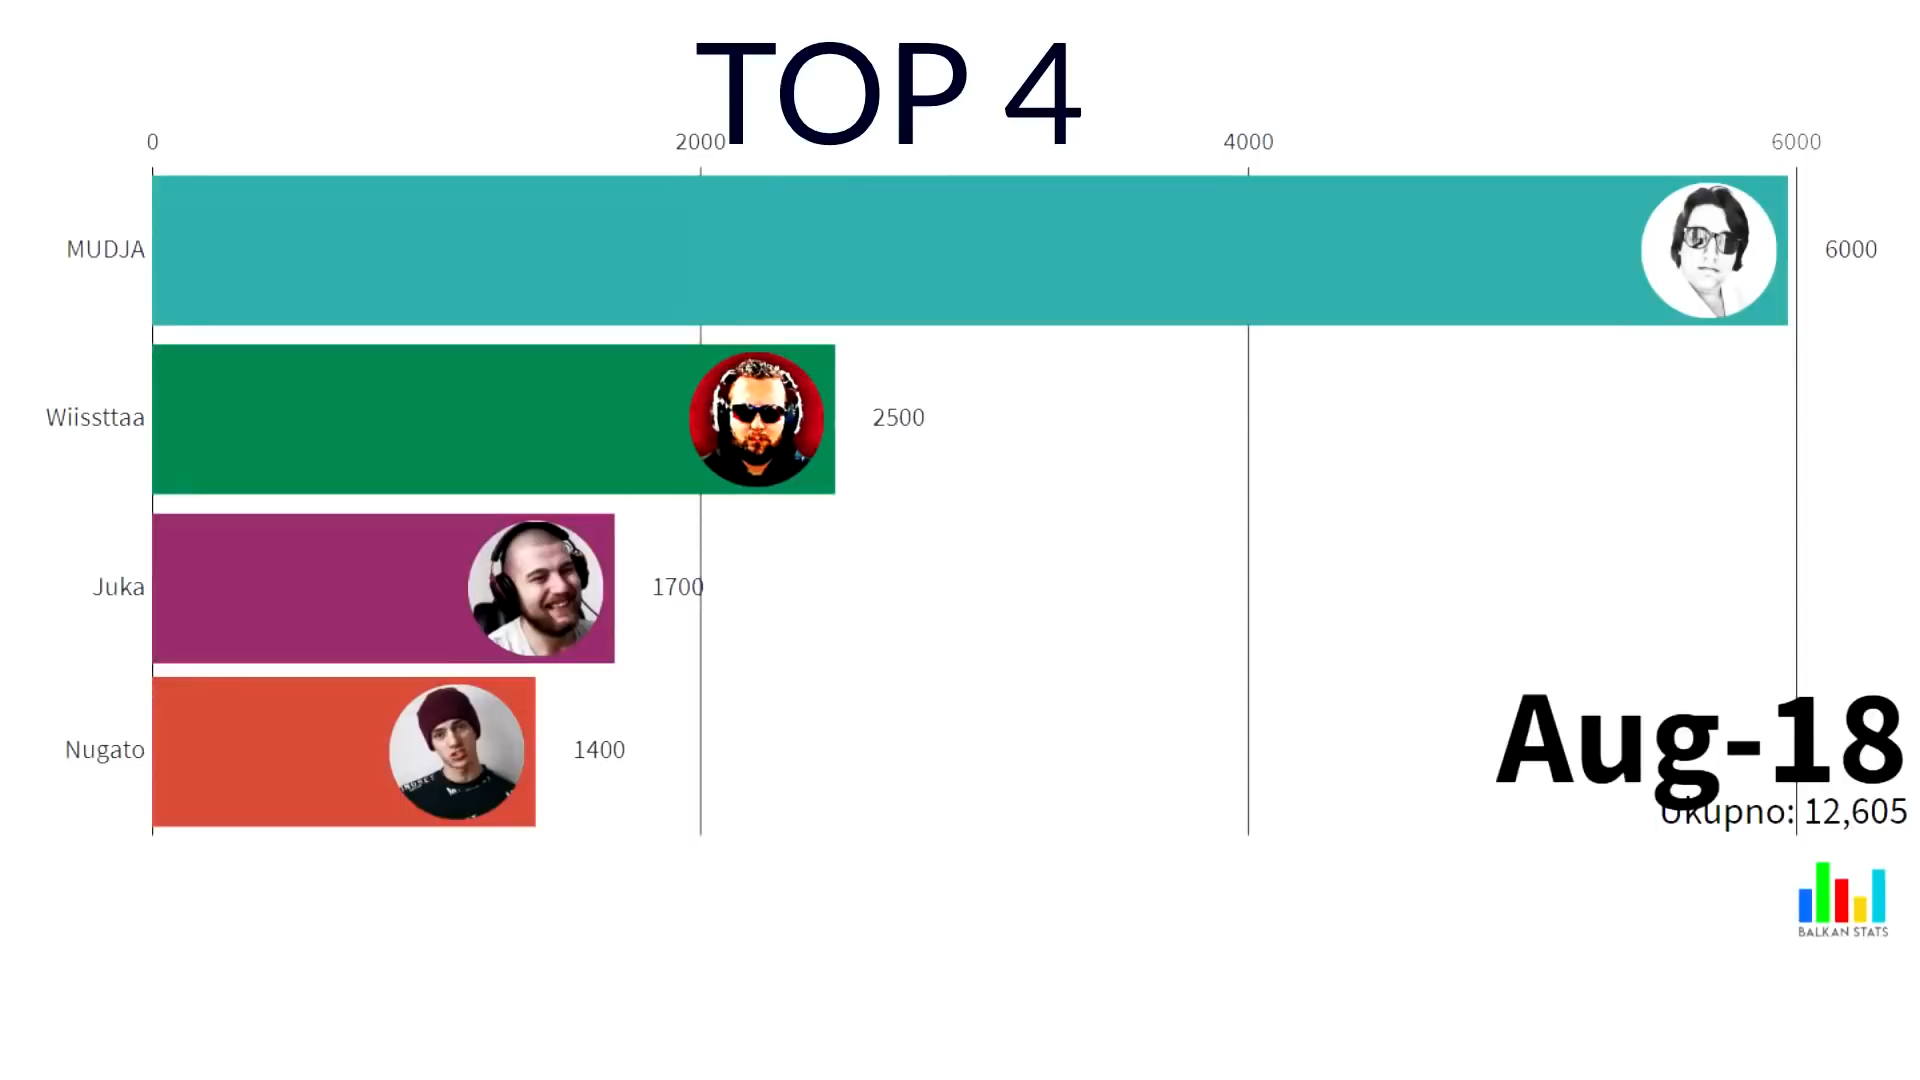 TOP 4
0 2000 4000 6000
MUDJA 6000
Wiissttaa 2500
Juka 1700
Nugato 1400
Aug-18
Ukupno: 12,605
BALKAN STATS